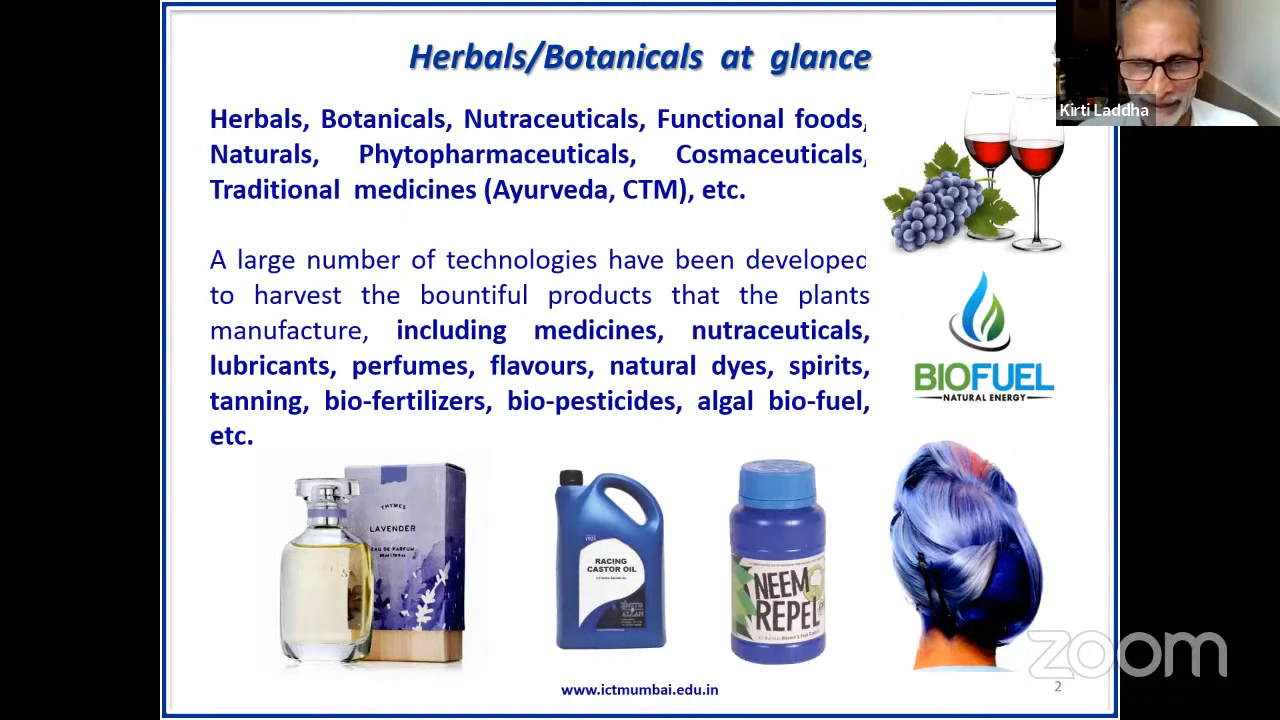 Herbals/Botanicals at glance
Kirti Laddha
Herbals, Botanicals, Nutraceuticals, Functional foods,
Naturals, Phytopharmaceuticals, Cosmaceuticals,
Traditional medicines (Ayurveda, CTM), etc.
A large number of technologies have been developed
to harvest the bountiful products that the plants
manufacture, including medicines, nutraceuticals,
lubricants, perfumes, flavours, natural dyes, spirits,
tanning, bio-fertilizers, bio-pesticides, algal bio-fuel,
etc.
BIOFUEL
NATURAL ENERGY
THYMES
LAVENDER
EAU DE PARFUM
RACING
CASTOR OIL
NEEM
REPEL
zoom
www.ictmumbai.edu.in
2